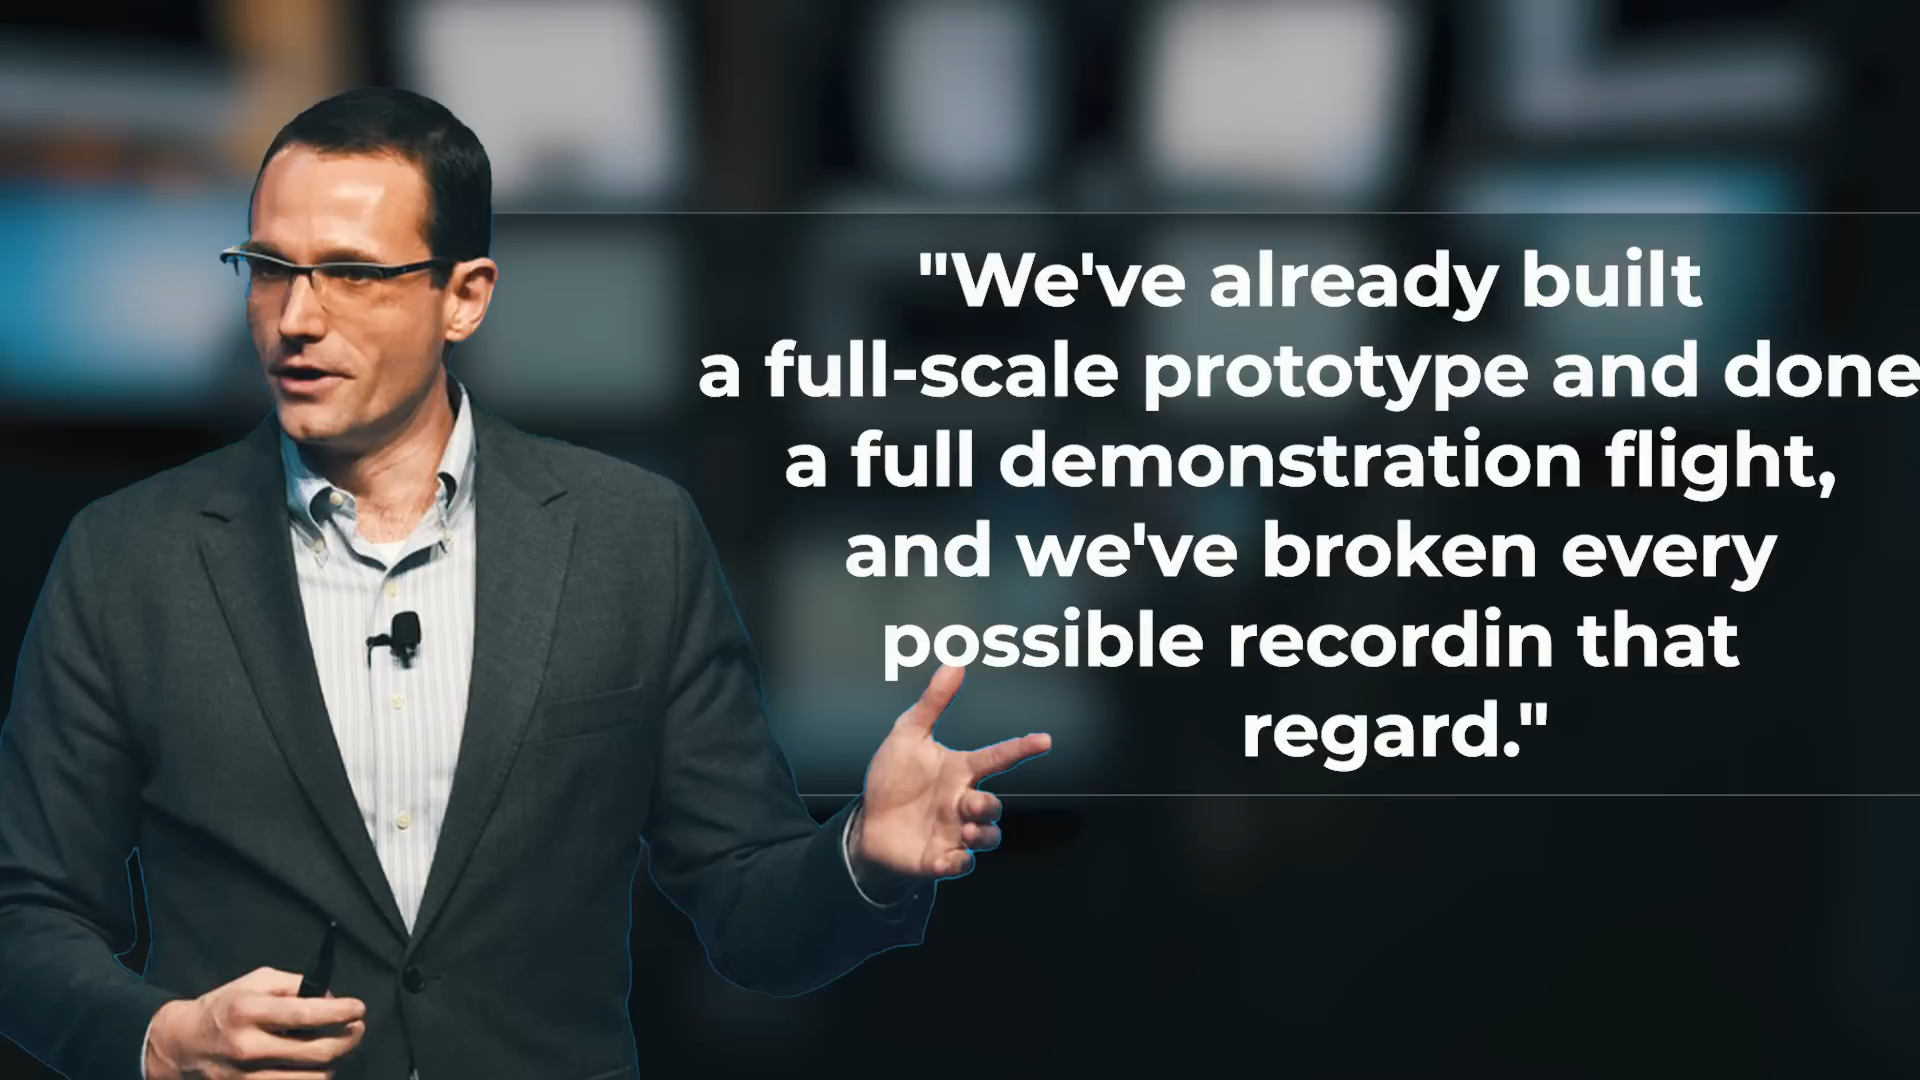 "We've already built
a full-scale prototype and done
a full demonstration flight,
and we've broken every
possible recordin that
regard."